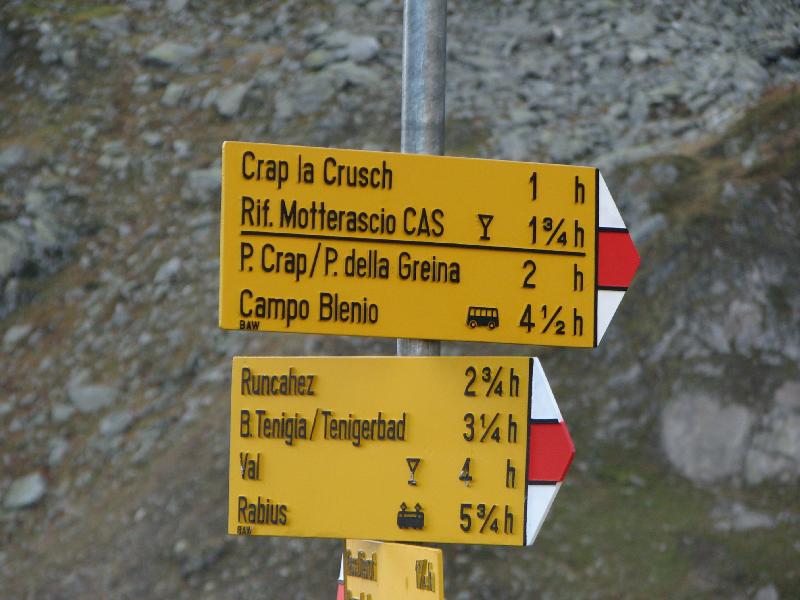 Crap la Crusch 1 h
Rif. Motterascio CAS 1¾ h
P. Crap/P. della Greina 2 h
Campo Blenio 4½ h
BAW
Runcahez 2¾ h
B. Tenigia/Tenigerbad 3¼ h
Val 4 h
Rabius 5¾ h
BAW